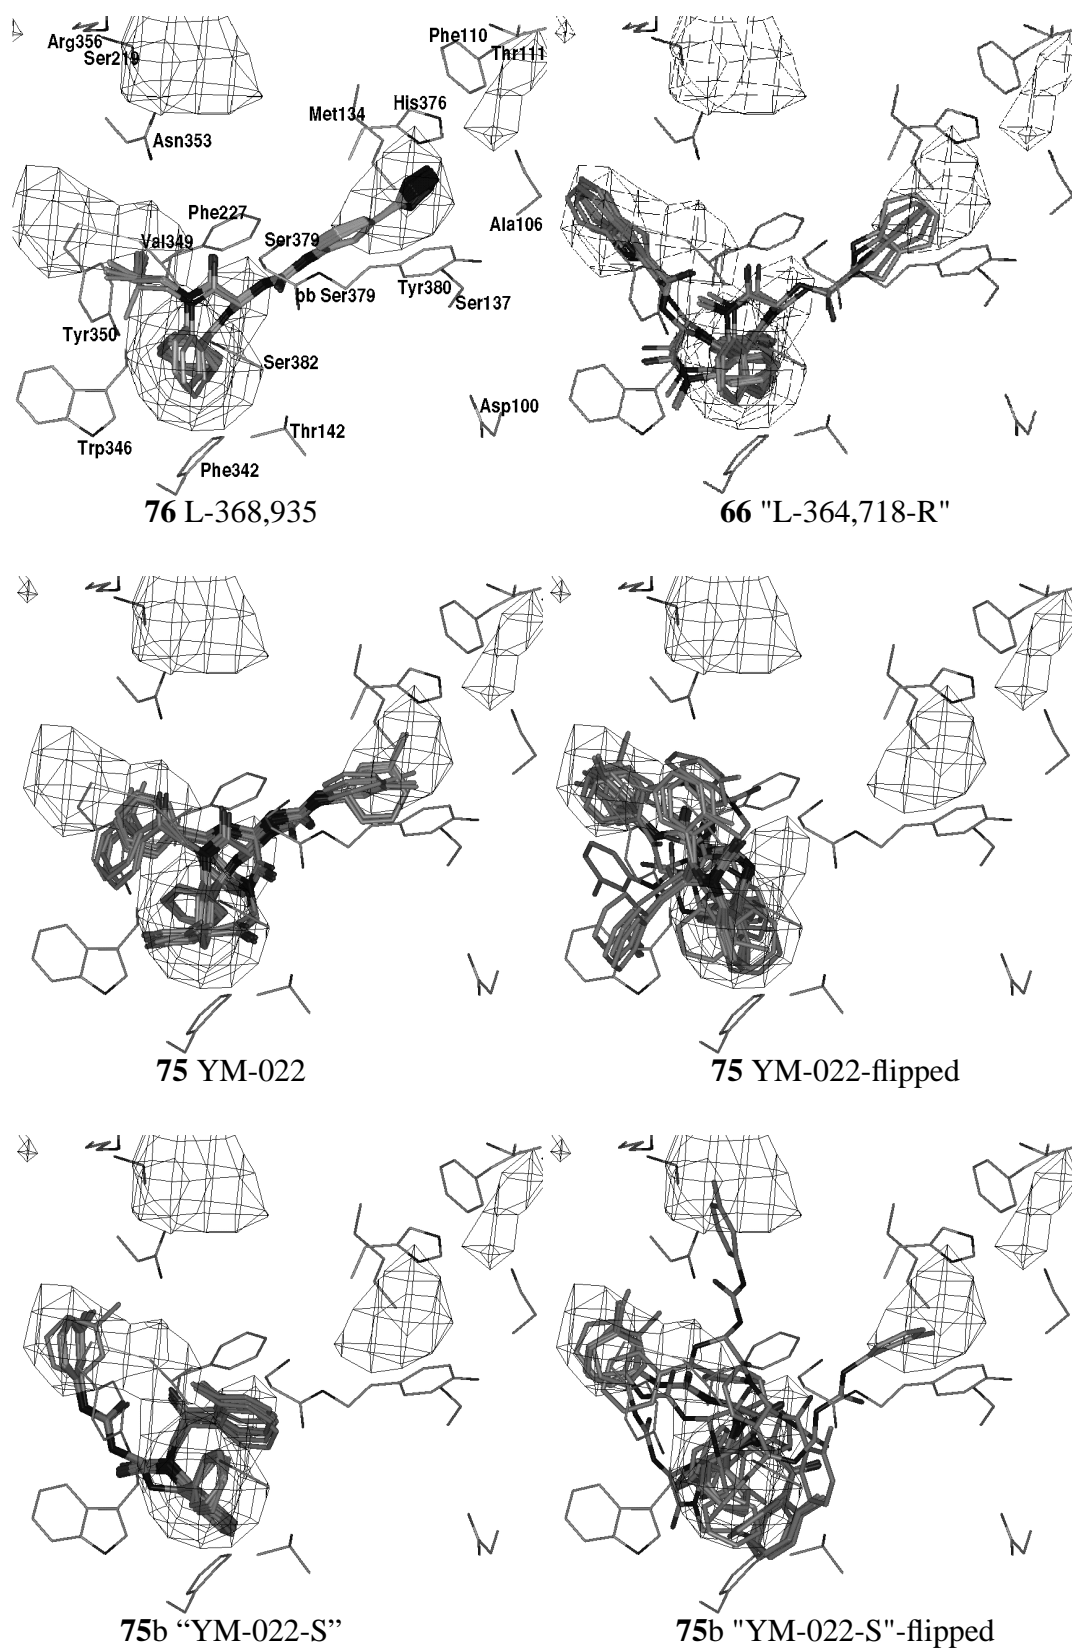 Arg356
Ser219
Phe110
Thr111
Met134
His376
Asn353
Phe227
Ala106
Val349
Ser379
bb Ser379
Tyr380
Ser137
Tyr350
Ser382
Asp100
Thr142
Trp346
Phe342
76 L-368,935
66 "L-364,718-R"
75 YM-022
75 YM-022-flipped
75b “YM-022-S”
75b "YM-022-S"-flipped